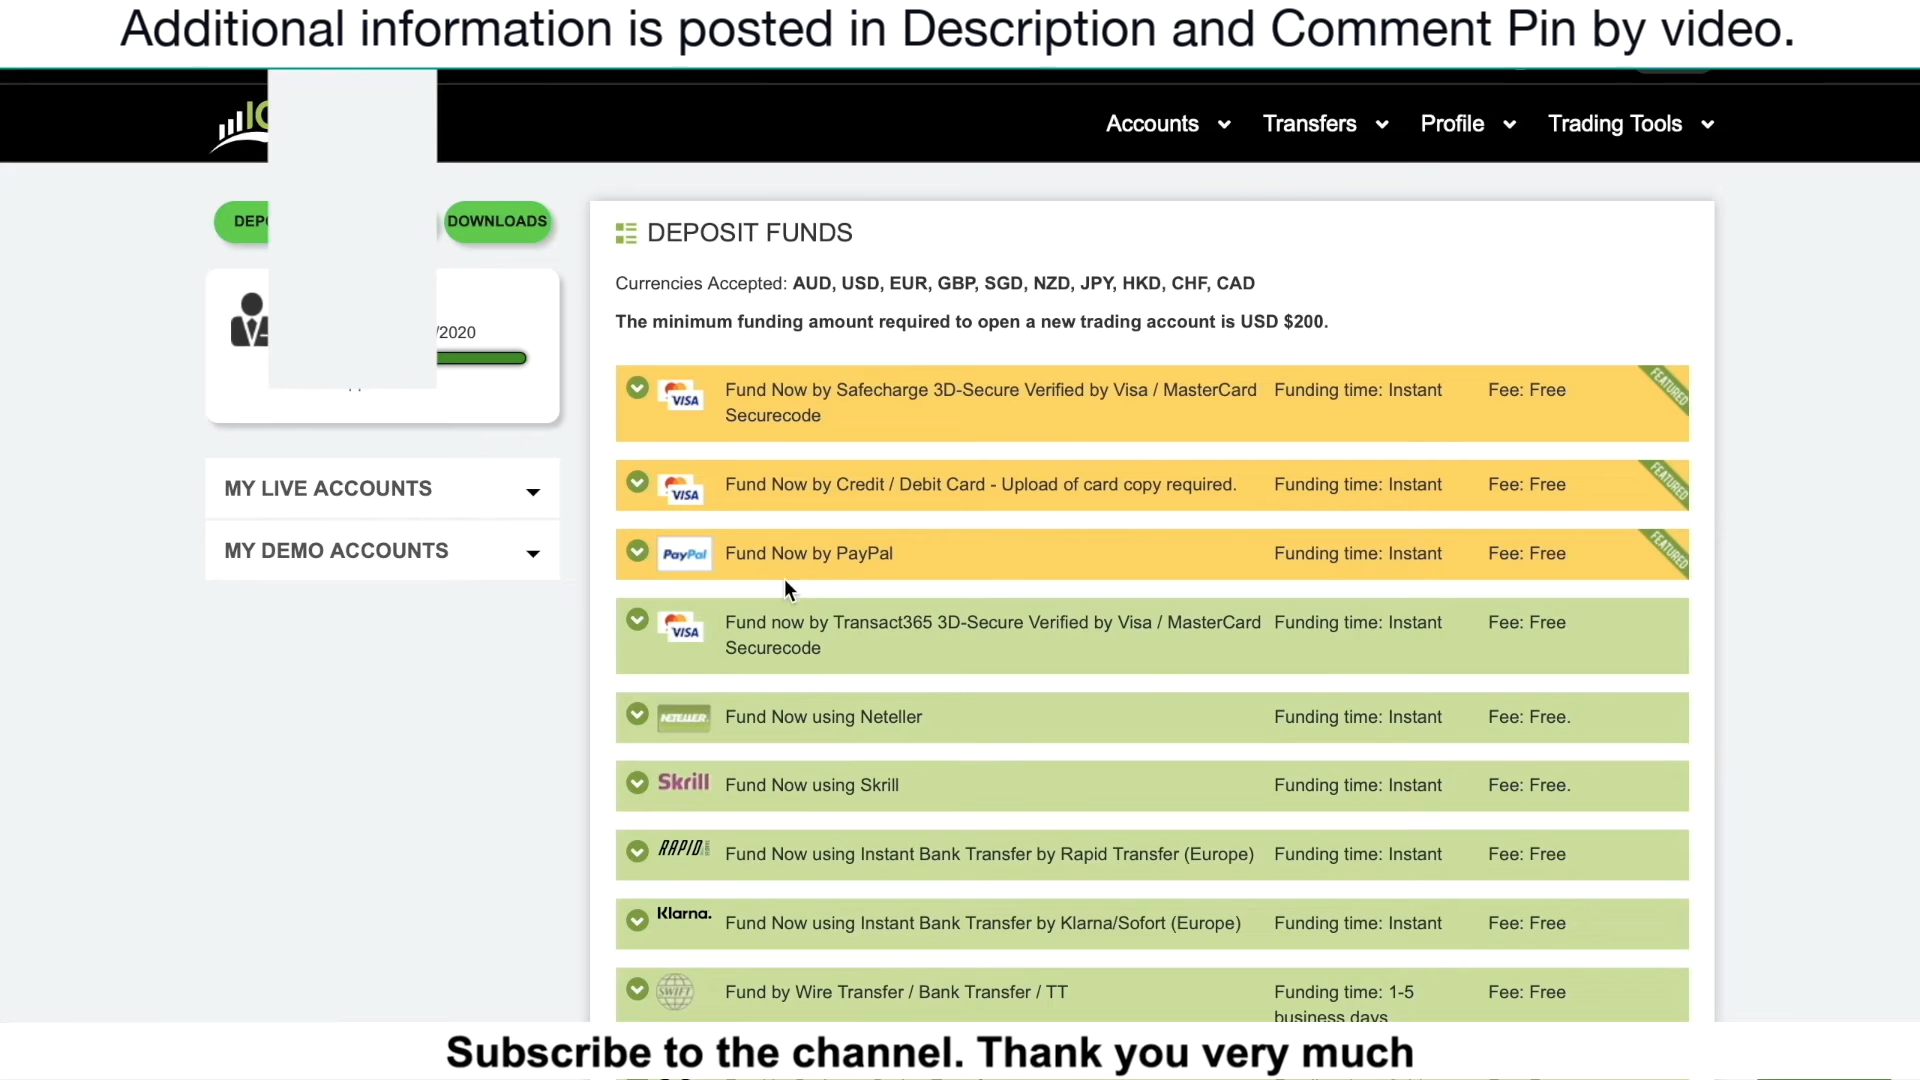 Additional information is posted in Description and Comment Pin by video.
Accounts
Transfers
Profile
Trading Tools
DOWNLOADS
/2020
MY LIVE ACCOUNTS
MY DEMO ACCOUNTS
DEPOSIT FUNDS
Currencies Accepted: AUD, USD, EUR, GBP, SGD, NZD, JPY, HKD, CHF, CAD
The minimum funding amount required to open a new trading account is USD $200.
VISA Fund Now by Safecharge 3D-Secure Verified by Visa / MasterCard Funding time: Instant Fee: Free FEATURED
Securecode
VISA Fund Now by Credit / Debit Card - Upload of card copy required. Funding time: Instant Fee: Free FEATURED
PayPal Fund Now by PayPal Funding time: Instant Fee: Free FEATURED
VISA Fund now by Transact365 3D-Secure Verified by Visa / MasterCard Funding time: Instant Fee: Free
Securecode
NETELLER Fund Now using Neteller Funding time: Instant Fee: Free.
Skrill Fund Now using Skrill Funding time: Instant Fee: Free.
RAPID Fund Now using Instant Bank Transfer by Rapid Transfer (Europe) Funding time: Instant Fee: Free
Klarna. Fund Now using Instant Bank Transfer by Klarna/Sofort (Europe) Funding time: Instant Fee: Free
SWIFT Fund by Wire Transfer / Bank Transfer / TT Funding time: 1-5 Fee: Free
business days
Subscribe to the channel. Thank you very much